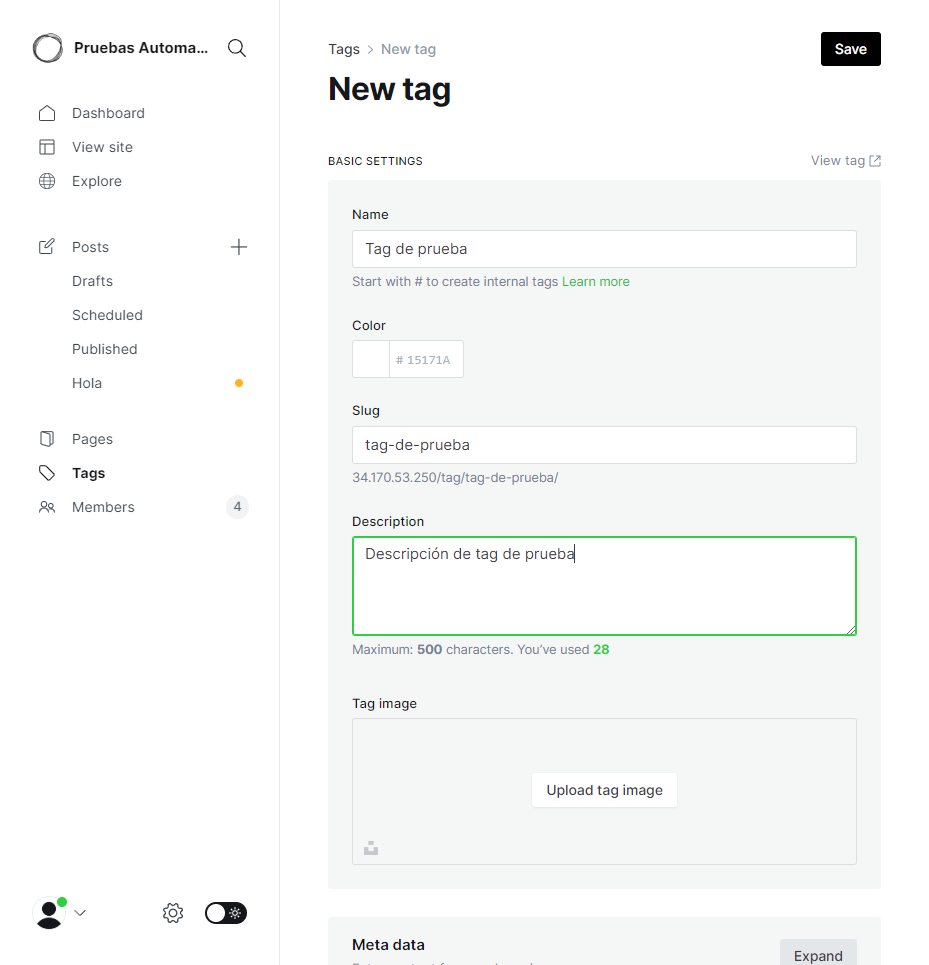 Pruebas Automa...
Dashboard
View site
Explore
Posts
Drafts
Scheduled
Published
Hola
Pages
Tags
Members 4
Tags > New tag
Save
New tag
BASIC SETTINGS
View tag
Name
Tag de prueba
Start with # to create internal tags Learn more
Color
# 15171A
Slug
tag-de-prueba
34.170.53.250/tag/tag-de-prueba/
Description
Descripción de tag de prueba
Maximum: 500 characters. You’ve used 28
Tag image
Upload tag image
Meta data
Expand